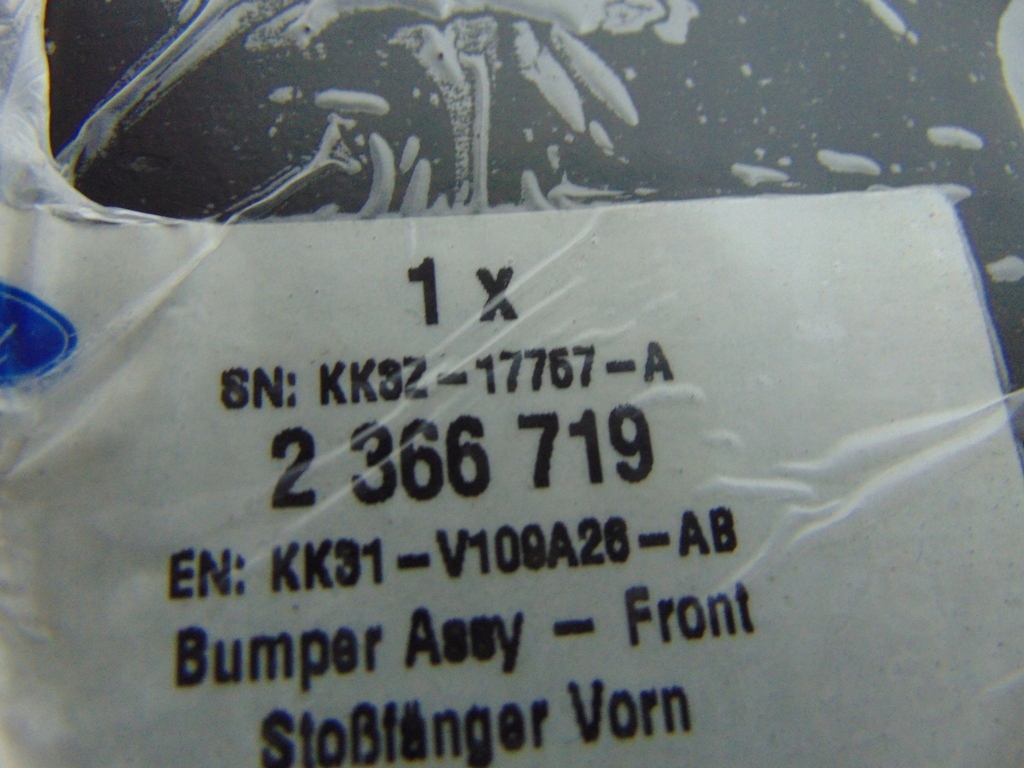 1 x
SN: KK3Z-17757-A
2 366 719
EN: KK31-V109A26-AB
Bumper Assy - Front
Stoßfänger Vorn